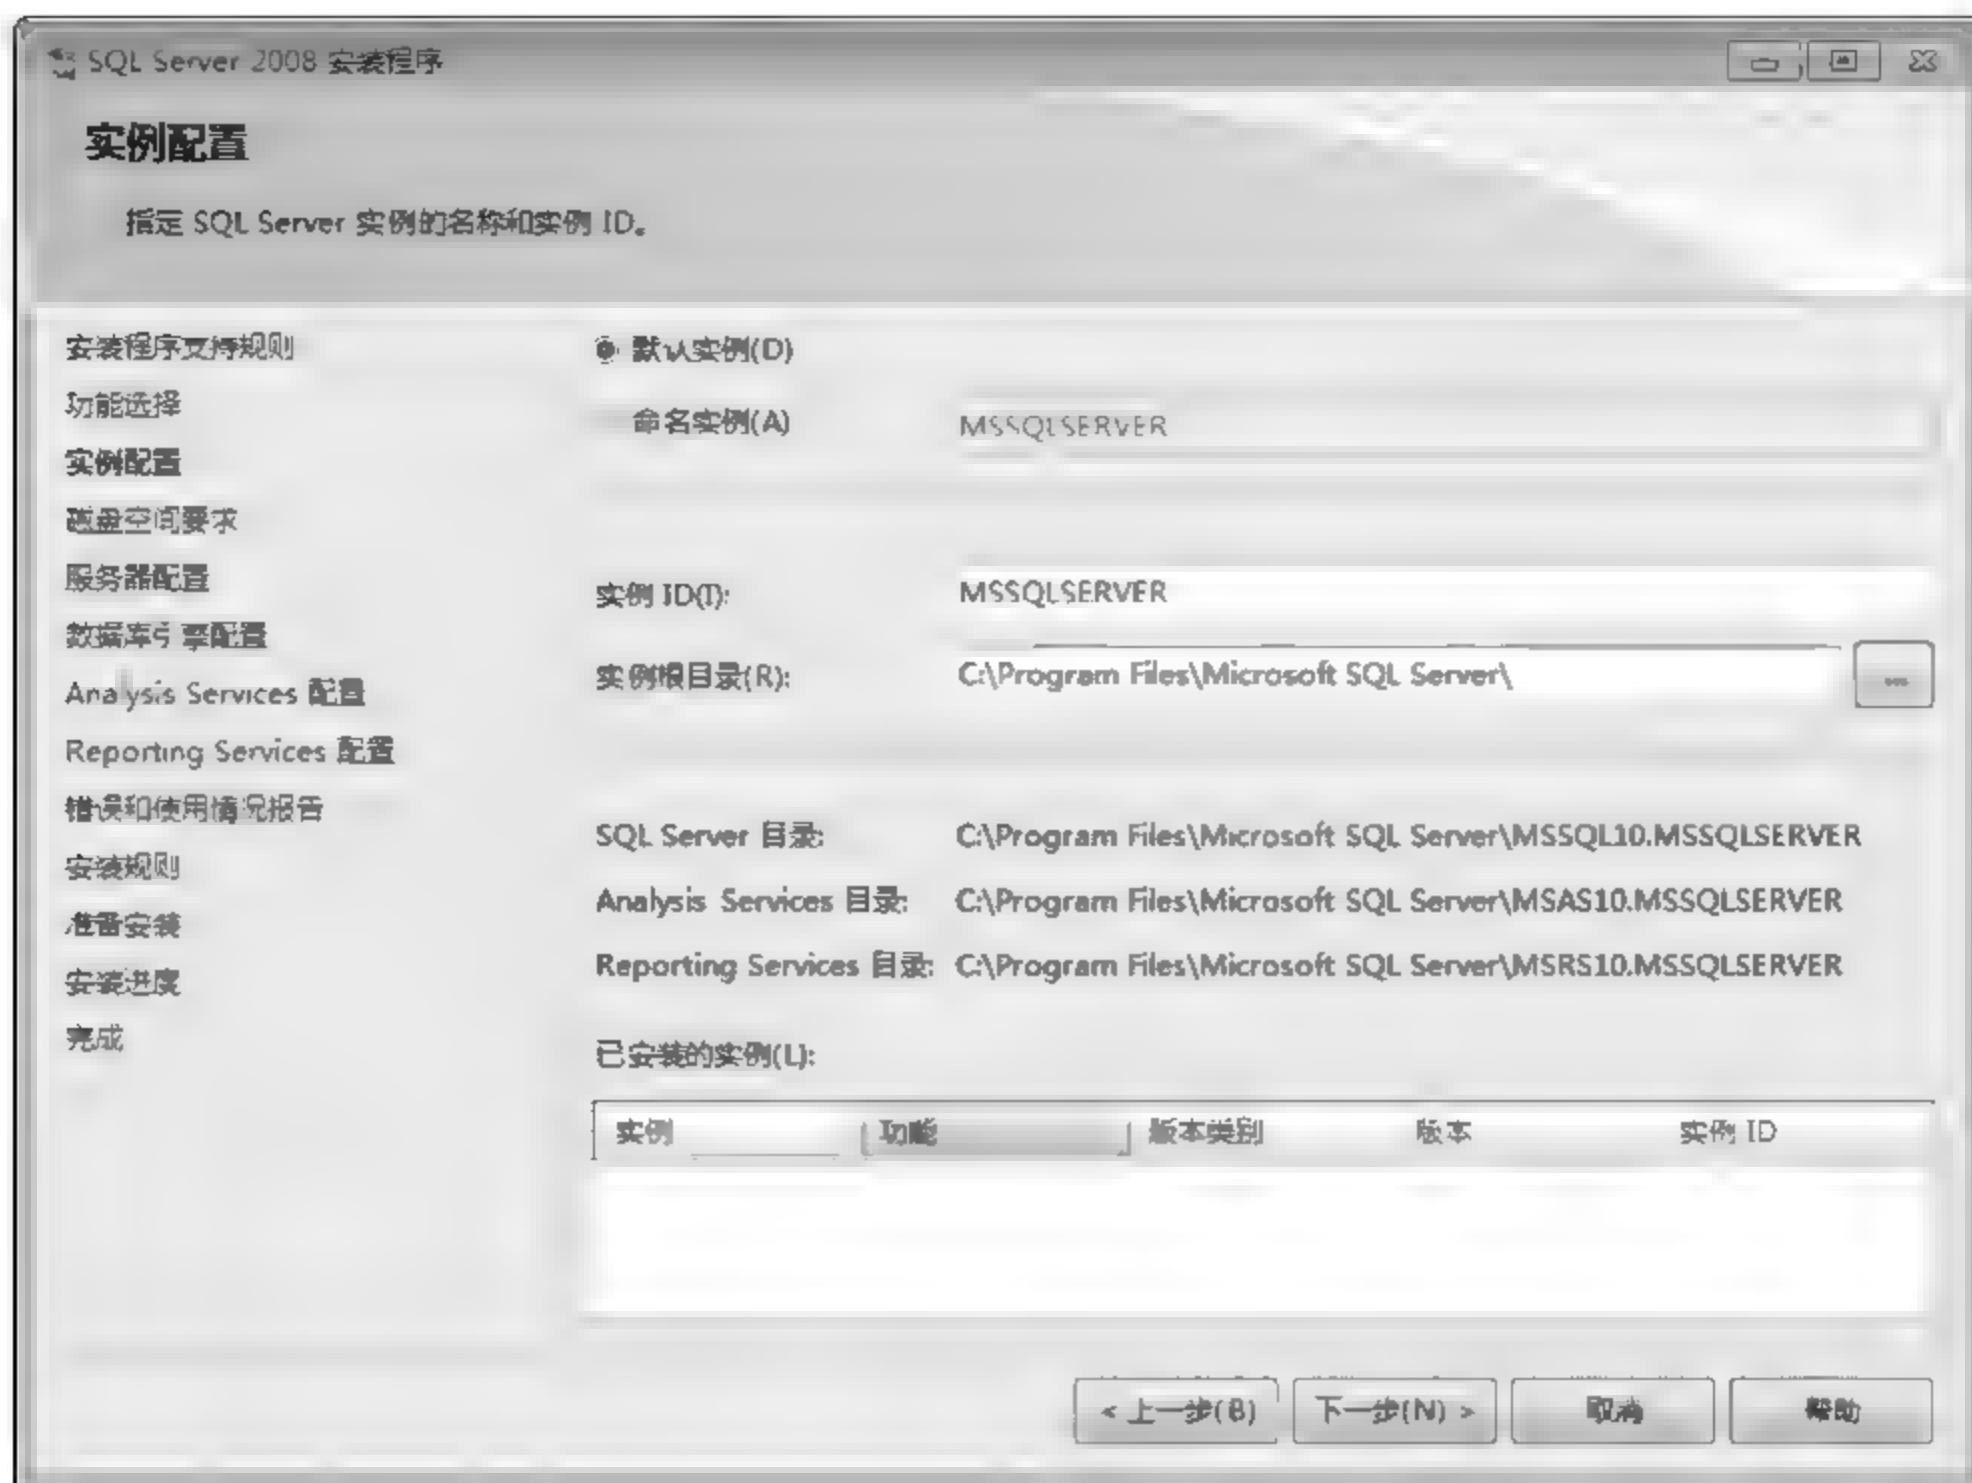 SQL Server 2008 安装程序
实例配置
指定 SQL Server 实例的名称和实例 ID。
安装程序支持规则
功能选择
实例配置
磁盘空间要求
服务器配置
数据库引擎配置
Analysis Services 配置
Reporting Services 配置
错误和使用情况报告
安装规则
准备安装
安装进度
完成
默认实例(D)
命名实例(A) MSSQLSERVER
实例 ID(I): MSSQLSERVER
实例根目录(R): C:\Program Files\Microsoft SQL Server\ ...
SQL Server 目录: C:\Program Files\Microsoft SQL Server\MSSQL10.MSSQLSERVER
Analysis Services 目录: C:\Program Files\Microsoft SQL Server\MSAS10.MSSQLSERVER
Reporting Services 目录: C:\Program Files\Microsoft SQL Server\MSRS10.MSSQLSERVER
已安装的实例(L):
实例 功能 版本类别 版本 实例 ID
< 上一步(B) 下一步(N) > 取消 帮助